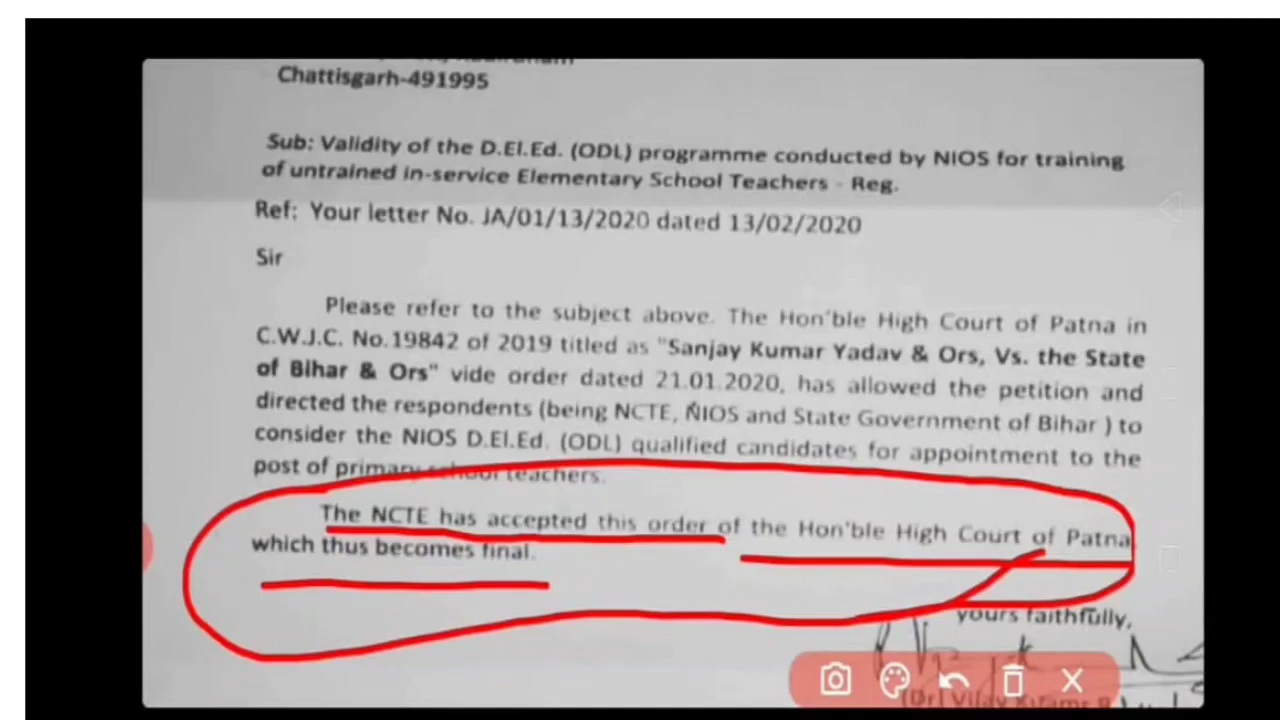 Chattisgarh-491995
Sub: Validity of the D.El.Ed. (ODL) programme conducted by NIOS for training
of untrained in-service Elementary School Teachers - Reg.
Ref: Your letter No. JA/01/13/2020 dated 13/02/2020
Sir
Please refer to the subject above. The Hon'ble High Court of Patna in
C.W.J.C. No.19842 of 2019 titled as "Sanjay Kumar Yadav & Ors, Vs. the State
of Bihar & Ors" vide order dated 21.01.2020, has allowed the petition and
directed the respondents (being NCTE, ŃIOS and State Government of Bihar ) to
consider the NIOS D.El.Ed. (ODL) qualified candidates for appointment to the
post of primary school teachers.
The NCTE has accepted this order of the Hon'ble High Court of Patna
which thus becomes final.
yours faithfully,
(Dr) Vijay